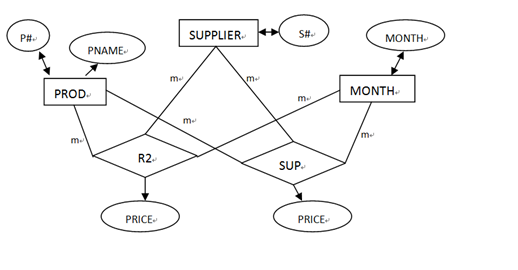 P#
PNAME
SUPPLIER
S#
MONTH
PROD
MONTH
m
m
m
m
m
m
R2
SUP
PRICE
PRICE